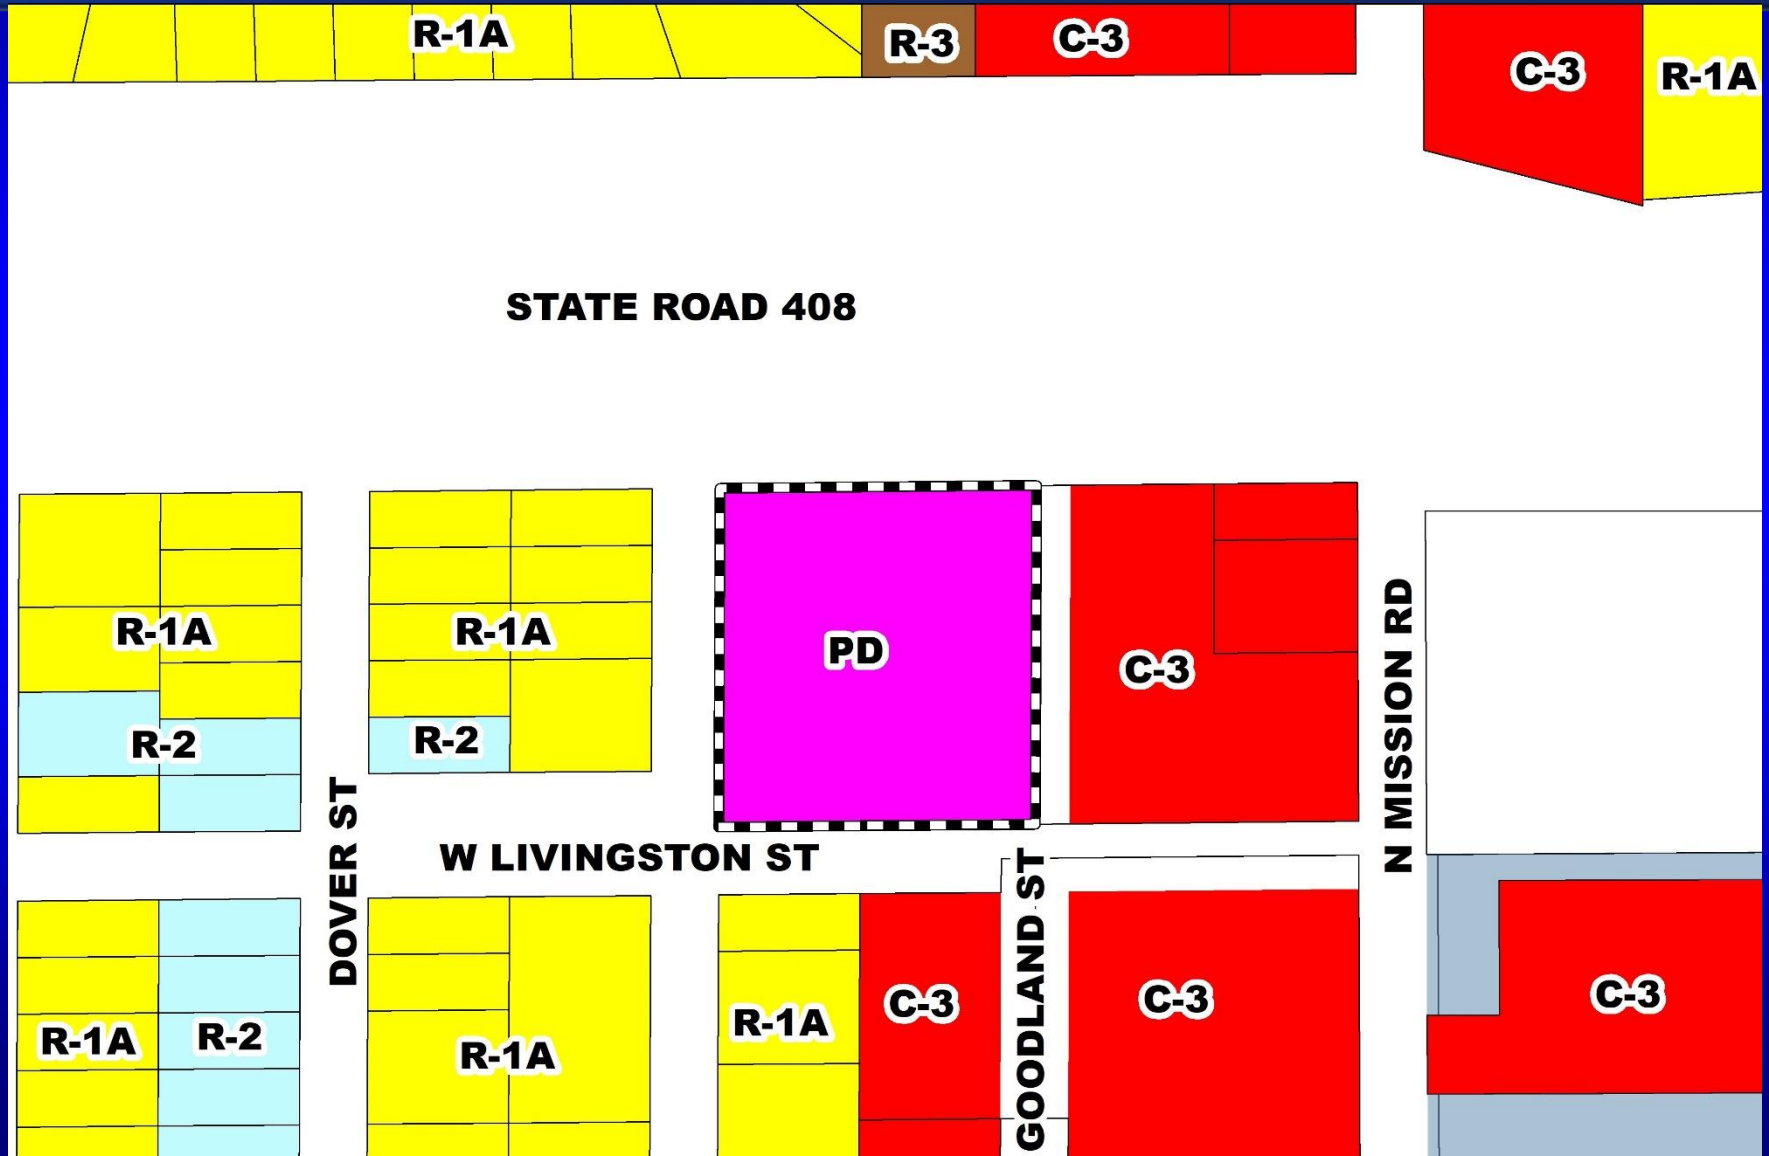 R-1A
R-3
C-3
C-3
R-1A
STATE ROAD 408
R-1A
R-1A
PD
C-3
R-2
R-2
N MISSION RD
DOVER ST
W LIVINGSTON ST
GOODLAND ST
R-1A
R-2
R-1A
R-1A
C-3
C-3
C-3